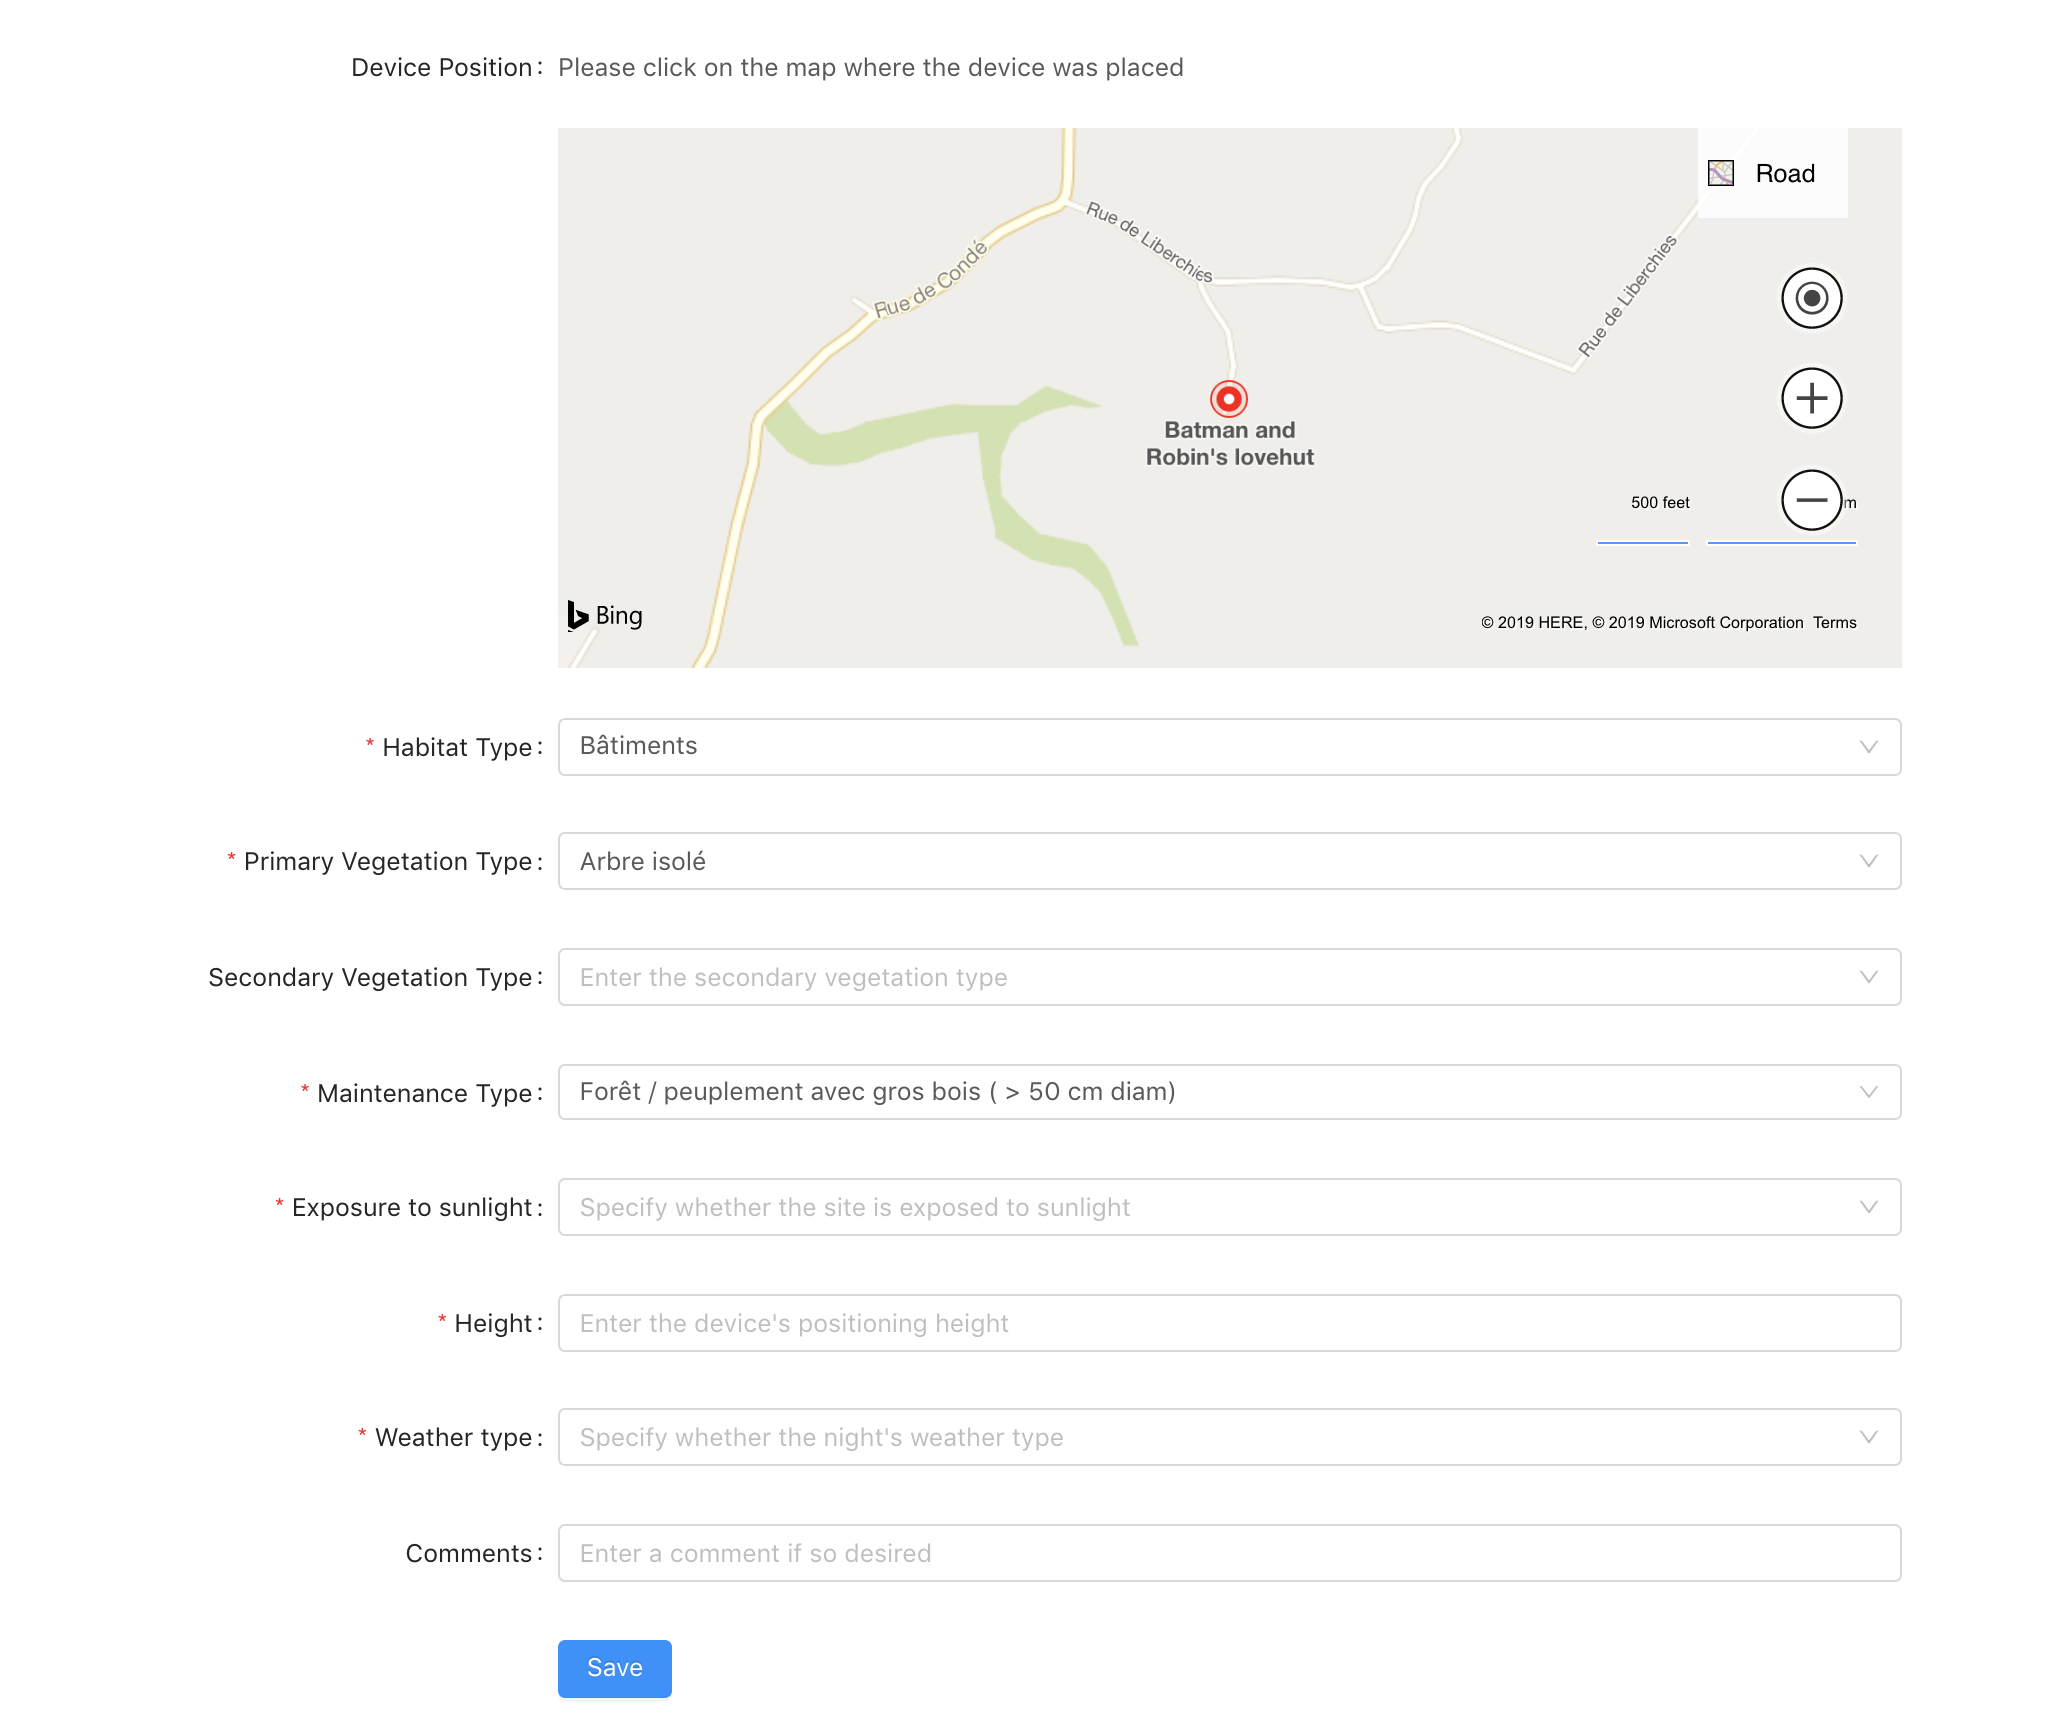 Device Position: Please click on the map where the device was placed
Road
Rue de Liberchies
Rue de Condé
Rue de Liberchies
Batman and
Robin's lovehut
500 feet
m
Bing
© 2019 HERE, © 2019 Microsoft Corporation Terms
* Habitat Type: Bâtiments
* Primary Vegetation Type: Arbre isolé
Secondary Vegetation Type: Enter the secondary vegetation type
* Maintenance Type: Forêt / peuplement avec gros bois ( > 50 cm diam)
* Exposure to sunlight: Specify whether the site is exposed to sunlight
* Height: Enter the device's positioning height
* Weather type: Specify whether the night's weather type
Comments: Enter a comment if so desired
Save